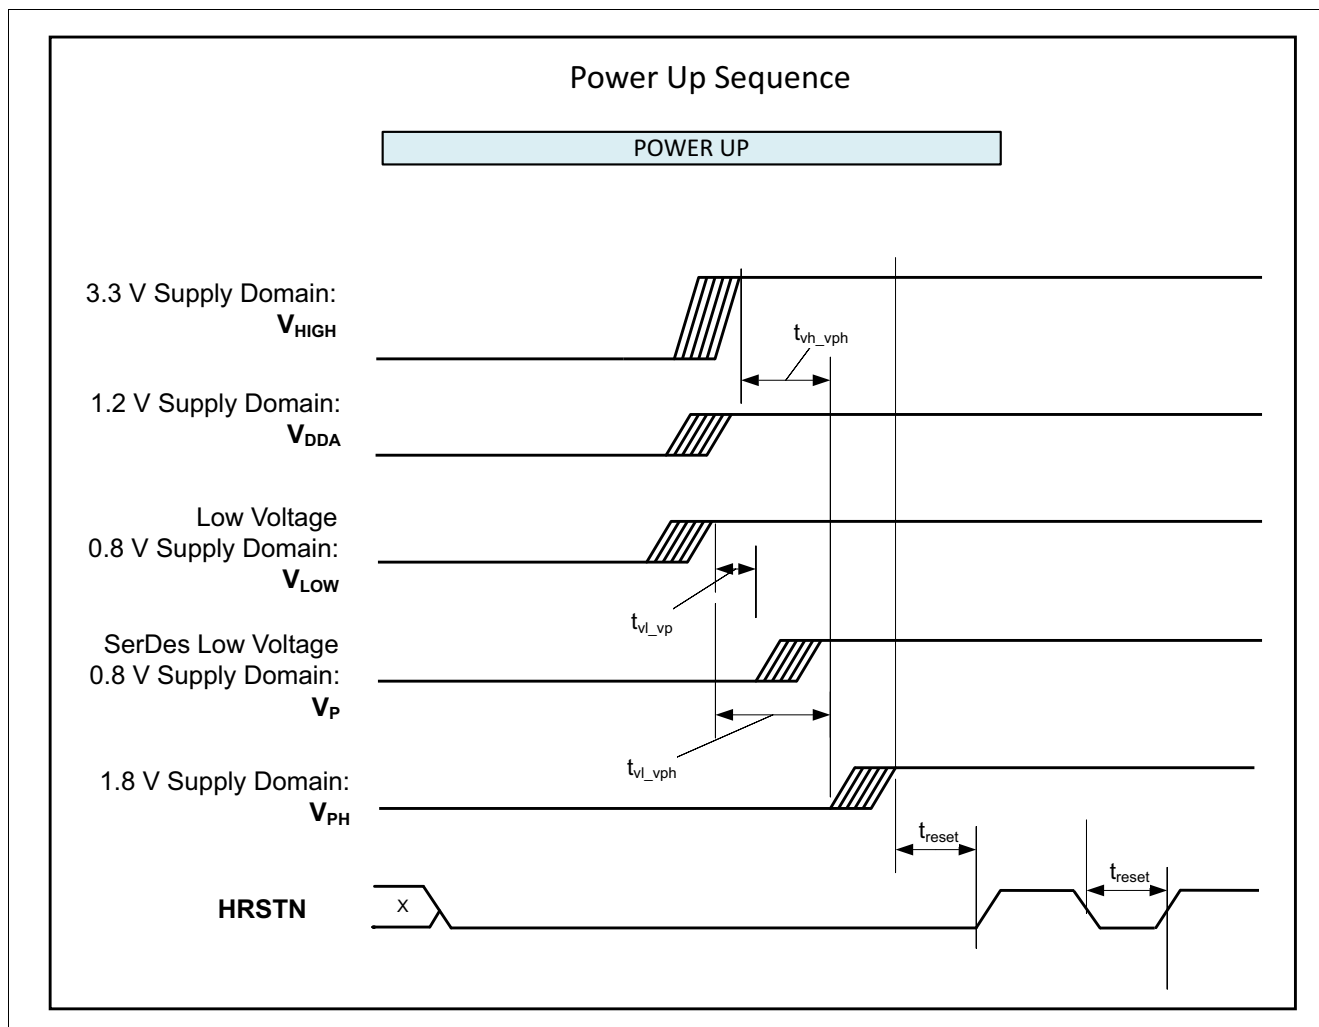 Power Up Sequence
POWER UP
3.3 V Supply Domain:
VHIGH
tvh_vph
1.2 V Supply Domain:
VDDA
Low Voltage
0.8 V Supply Domain:
VLOW
tvl_vp
SerDes Low Voltage
0.8 V Supply Domain:
VP
tvl_vph
1.8 V Supply Domain:
VPH
treset
treset
HRSTN
X